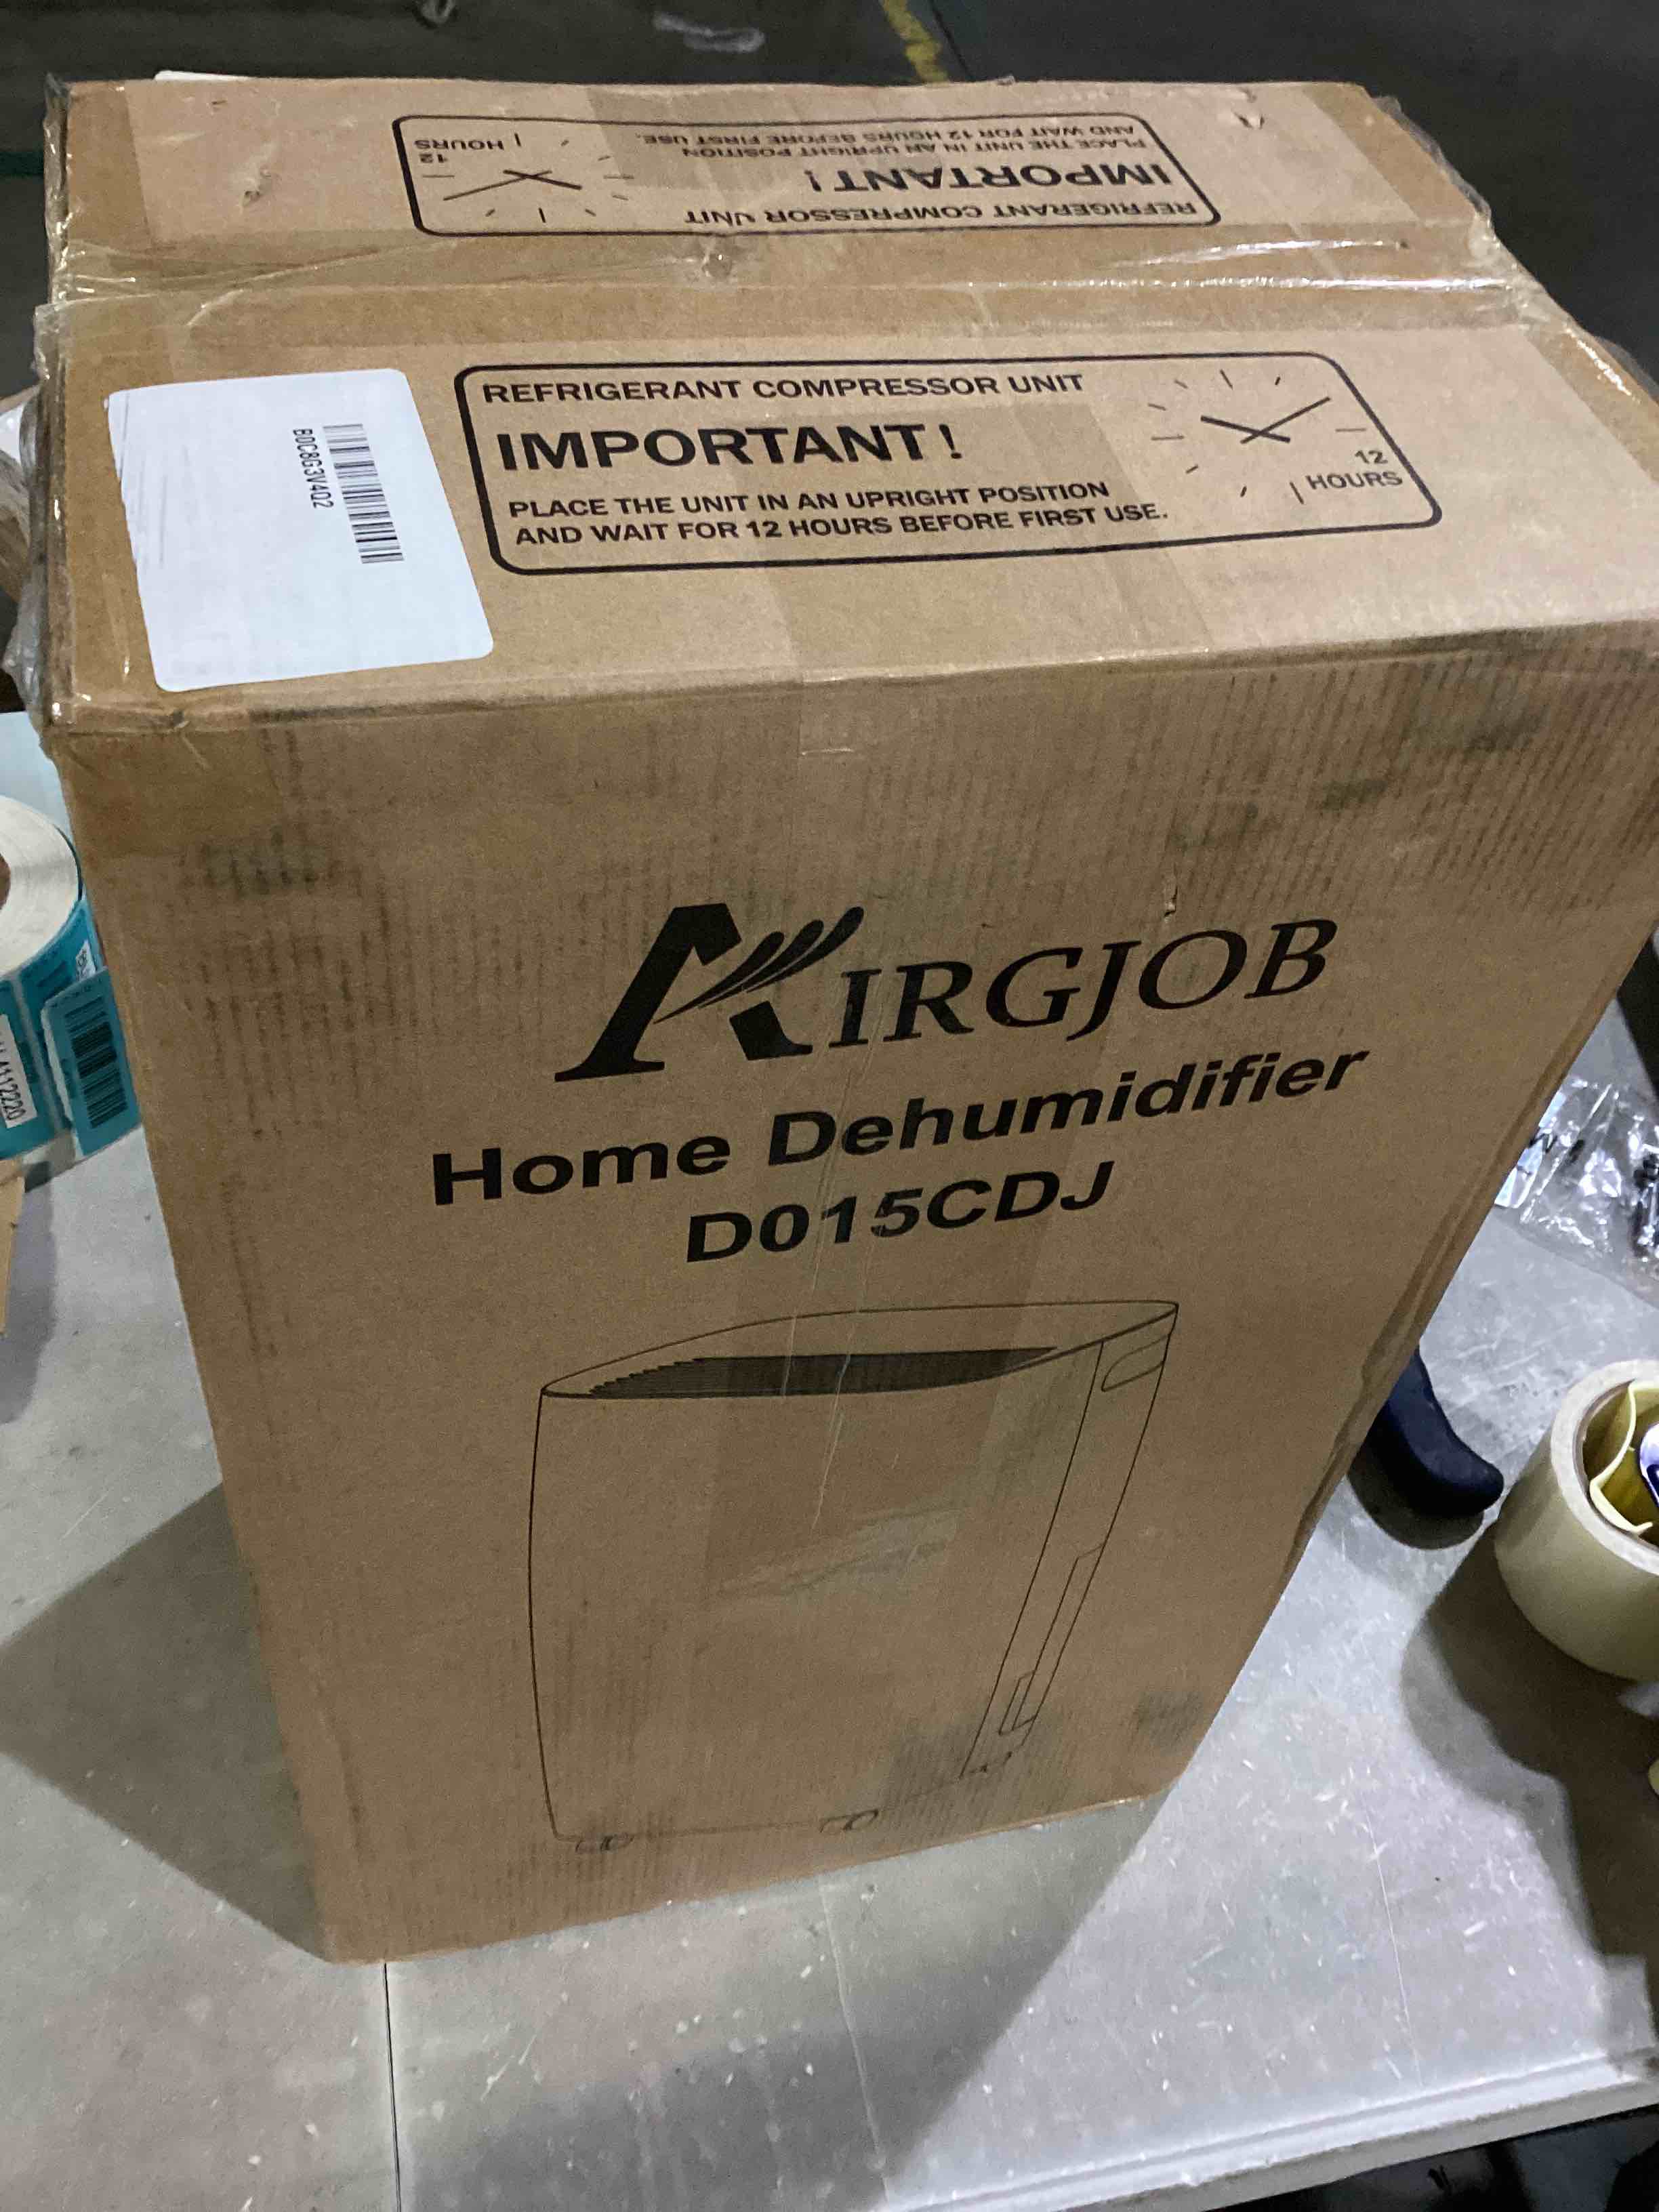 REFRIGERANT COMPRESSOR UNIT
IMPORTANT!
PLACE THE UNIT IN AN UPRIGHT POSITION
AND WAIT FOR 12 HOURS BEFORE FIRST USE.
12
HOURS
REFRIGERANT COMPRESSOR UNIT
IMPORTANT!
PLACE THE UNIT IN AN UPRIGHT POSITION
AND WAIT FOR 12 HOURS BEFORE FIRST USE.
12
HOURS
B0C8G3V4Q2
AIRGJOB
Home Dehumidifier
D015CDJ